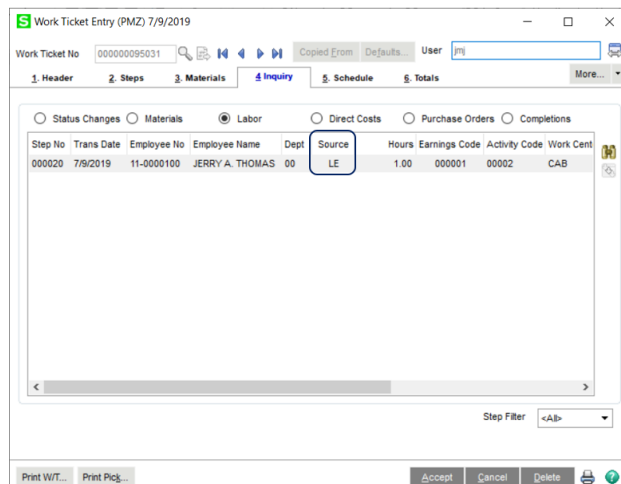 S Work Ticket Entry (PMZ) 7/9/2019
Work Ticket No 000000095031 Copied From Defaults... User jmj
1. Header 2. Steps 3. Materials 4 Inquiry 5. Schedule 6. Totals More...
Status Changes Materials Labor Direct Costs Purchase Orders Completions
Step No Trans Date Employee No Employee Name Dept Source Hours Earnings Code Activity Code Work Cent
000020 7/9/2019 11-0000100 JERRY A. THOMAS 00 LE 1.00 000001 00002 CAB
Step Filter <All>
Print W/T... Print Pick... Accept Cancel Delete